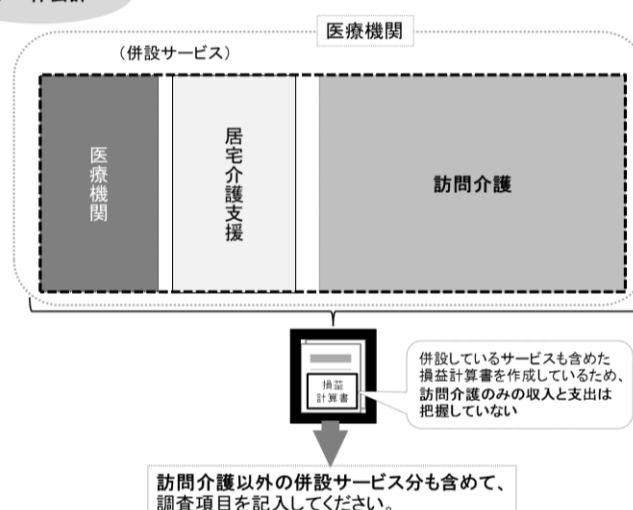 医療機関
（併設サービス）
医療機関
居宅介護支援
訪問介護
損益
計算書
併設しているサービスも含めた
損益計算書を作成しているため、
訪問介護のみの収入と支出は
把握していない
訪問介護以外の併設サービス分も含めて、
調査項目を記入してください。